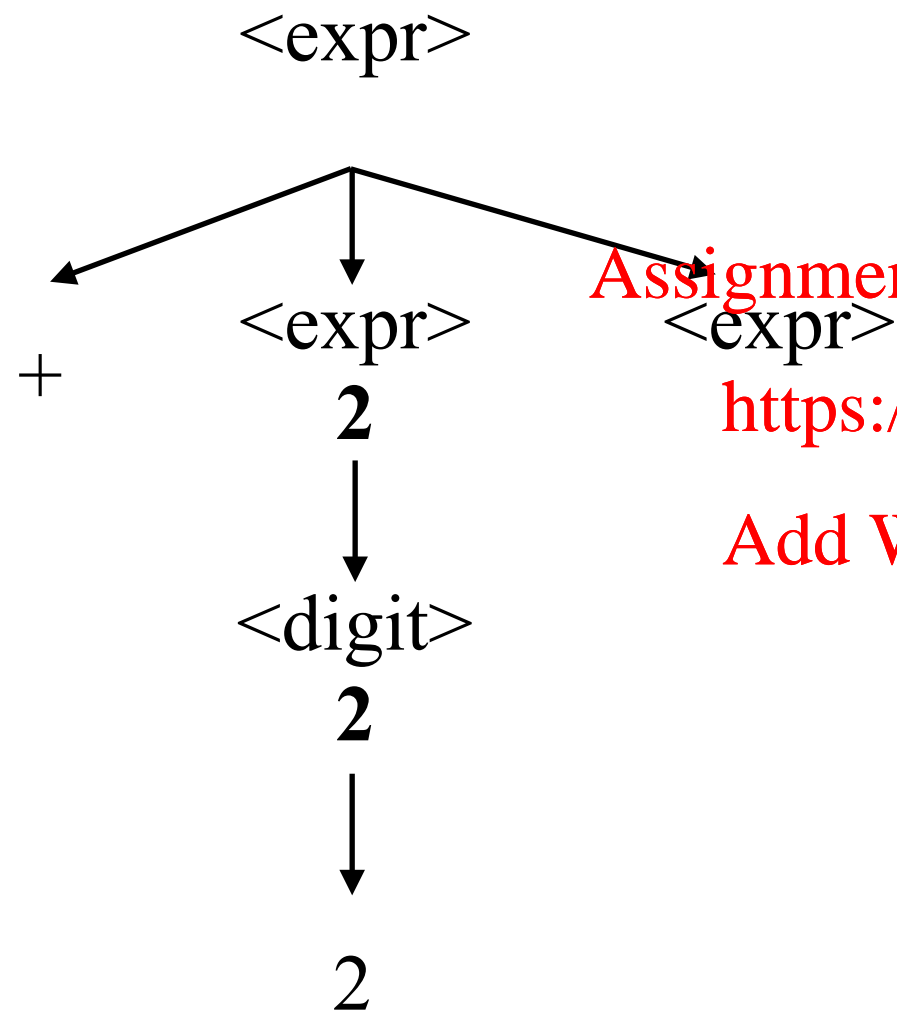 <expr>
Assignmen
+ <expr> <expr>
2 https:/
Add W
<digit>
2
2